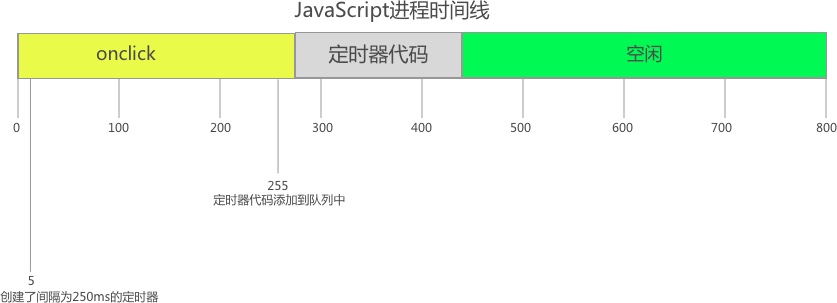 JavaScript进程时间线
onclick
定时器代码
空闲
0
100
200
300
400
500
600
700
800
255
定时器代码添加到队列中
5
创建了间隔为250ms的定时器